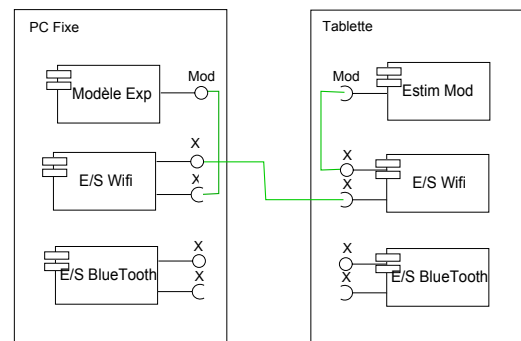 PC Fixe
Mod
Modèle Exp
X
E/S Wifi
X
X
E/S BlueTooth
X
Tablette
Mod
Estim Mod
X
E/S Wifi
X
X
E/S BlueTooth
X